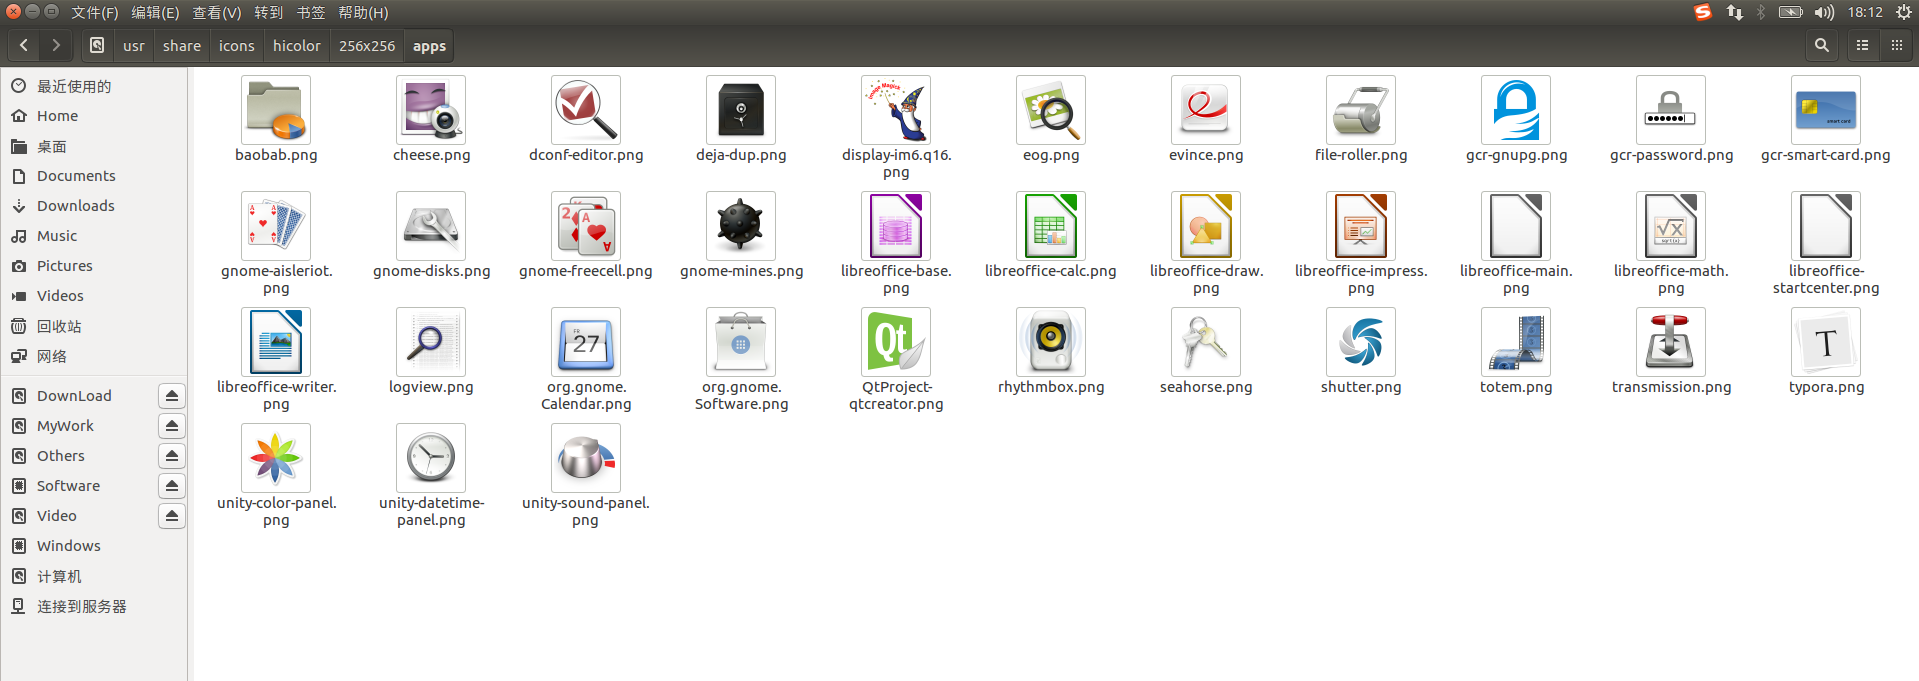 文件(F) 编辑(E) 查看(V) 转到 书签 帮助(H) 18:12
usr share icons hicolor 256x256 apps
最近使用的
Home
桌面
Documents
Downloads
Music
Pictures
Videos
回收站
网络
DownLoad
MyWork
Others
Software
Video
Windows
计算机
连接到服务器
baobab.png
cheese.png
dconf-editor.png
deja-dup.png
Image Magick
display-im6.q16.
png
eog.png
evince.png
file-roller.png
gcr-gnupg.png
gcr-password.png
smart card
gcr-smart-card.png
gnome-aisleriot.
png
gnome-disks.png
gnome-freecell.png
gnome-mines.png
libreoffice-base.
png
libreoffice-calc.png
libreoffice-draw.
png
libreoffice-impress.
png
libreoffice-main.
png
√X
sqrt(x)
libreoffice-math.
png
libreoffice-
startcenter.png
libreoffice-writer.
png
logview.png
FR
27
org.gnome.
Calendar.png
org.gnome.
Software.png
Qt
QtProject-
qtcreator.png
rhythmbox.png
seahorse.png
shutter.png
totem.png
transmission.png
T
typora.png
unity-color-panel.
png
unity-datetime-
panel.png
unity-sound-panel.
png